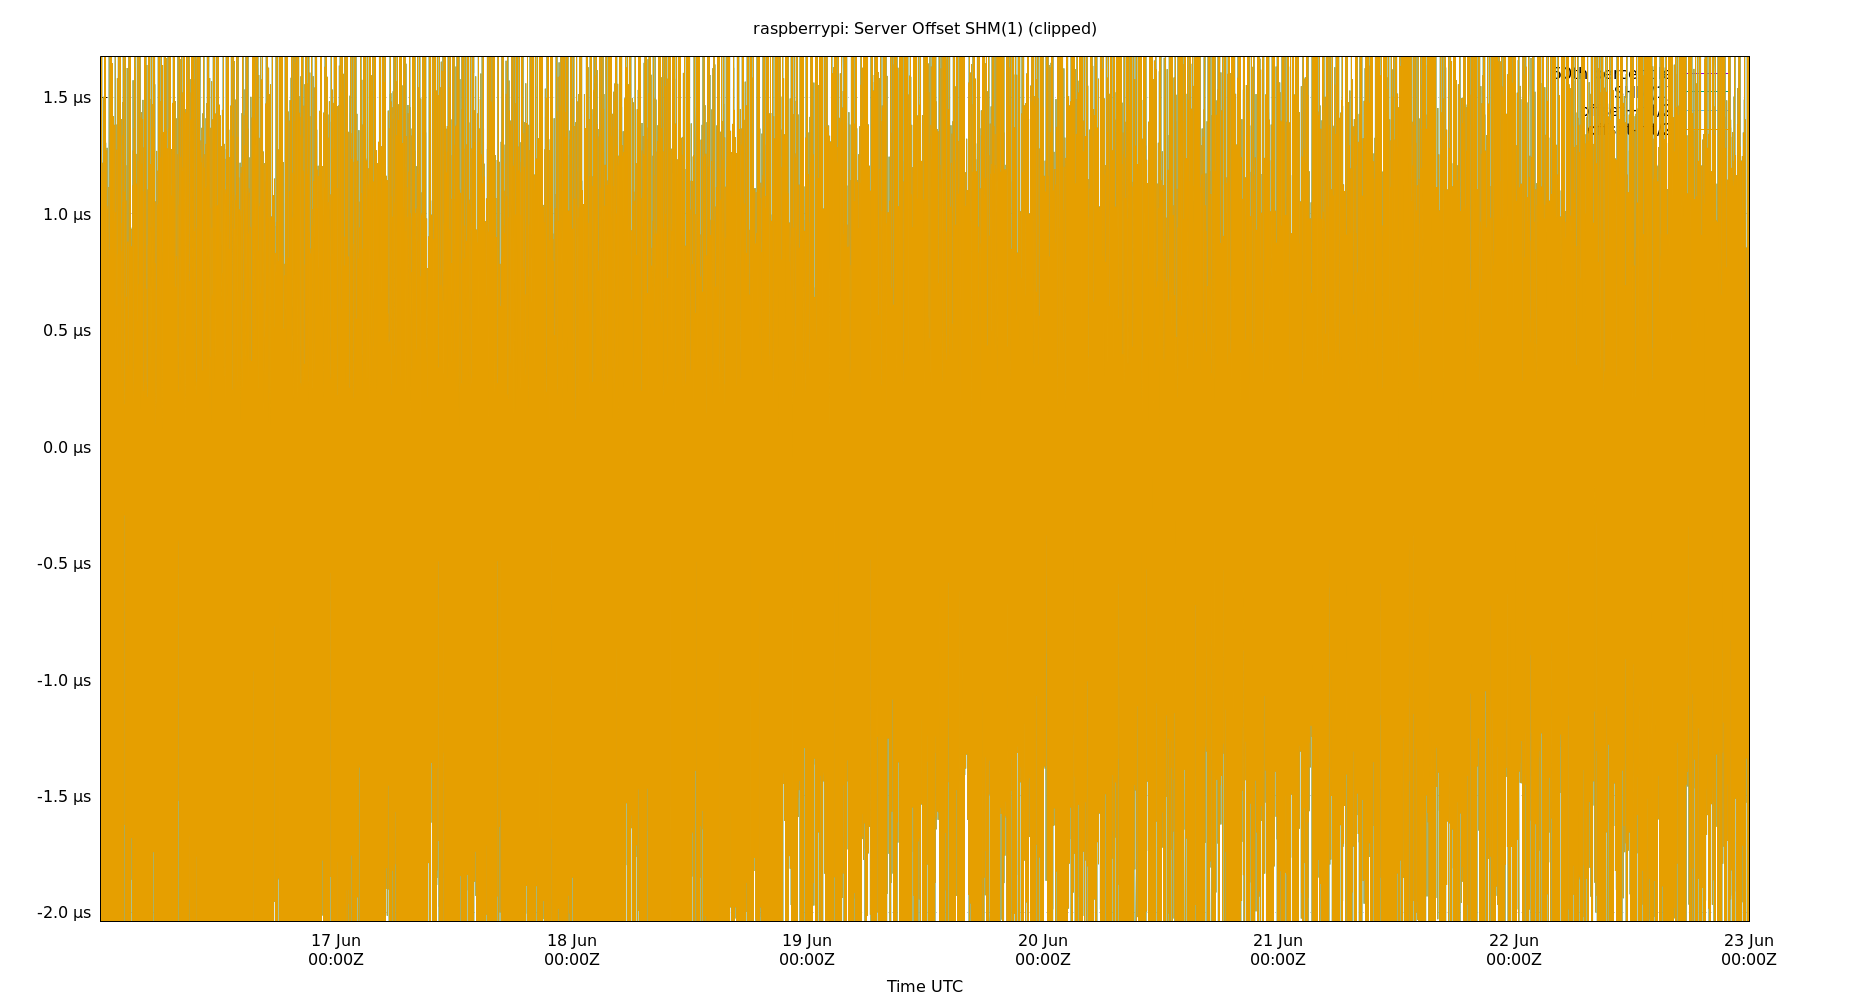 raspberrypi: Server Offset SHM(1) (clipped)
1.5 µs
1.0 µs
0.5 µs
0.0 µs
-0.5 µs
-1.0 µs
-1.5 µs
-2.0 µs
17 Jun
00:00Z
18 Jun
00:00Z
19 Jun
00:00Z
20 Jun
00:00Z
21 Jun
00:00Z
22 Jun
00:00Z
23 Jun
00:00Z
Time UTC